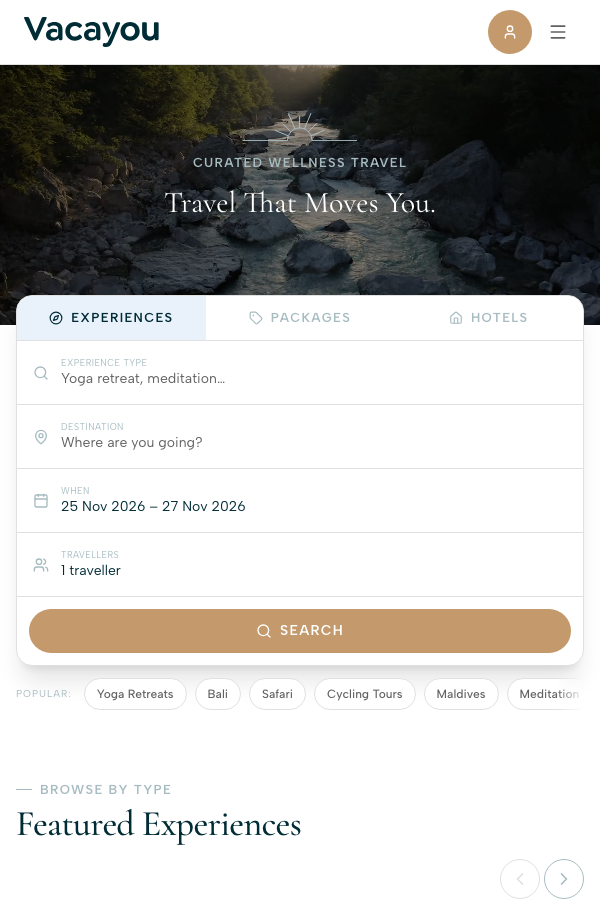 Vacayou
CURATED WELLNESS TRAVEL
Travel That Moves You.
EXPERIENCES
PACKAGES
HOTELS
EXPERIENCE TYPE
Yoga retreat, meditation...
DESTINATION
Where are you going?
WHEN
25 Nov 2026 – 27 Nov 2026
TRAVELLERS
1 traveller
SEARCH
POPULAR: Yoga Retreats Bali Safari Cycling Tours Maldives Meditation
BROWSE BY TYPE
Featured Experiences